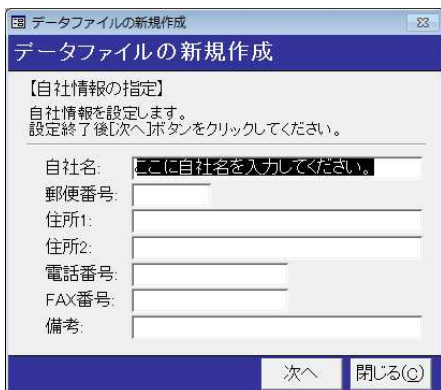 データファイルの新規作成
データファイルの新規作成
【自社情報の指定】
自社情報を設定します。
設定終了後[次へ]ボタンをクリックしてください。
自社名: ここに自社名を入力してください。
郵便番号:
住所1:
住所2:
電話番号:
FAX番号:
備考:
次へ 閉じる(C)